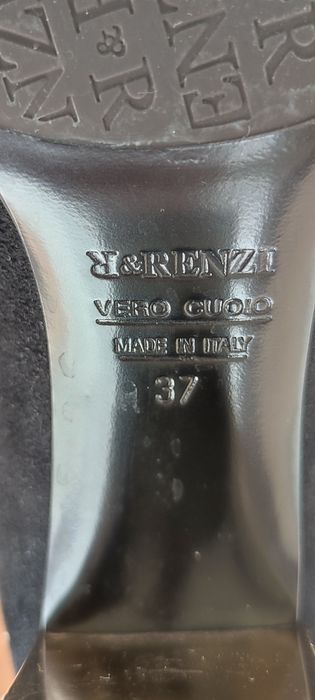 R&RENZI
VERO CUOIO
MADE IN ITALY
37